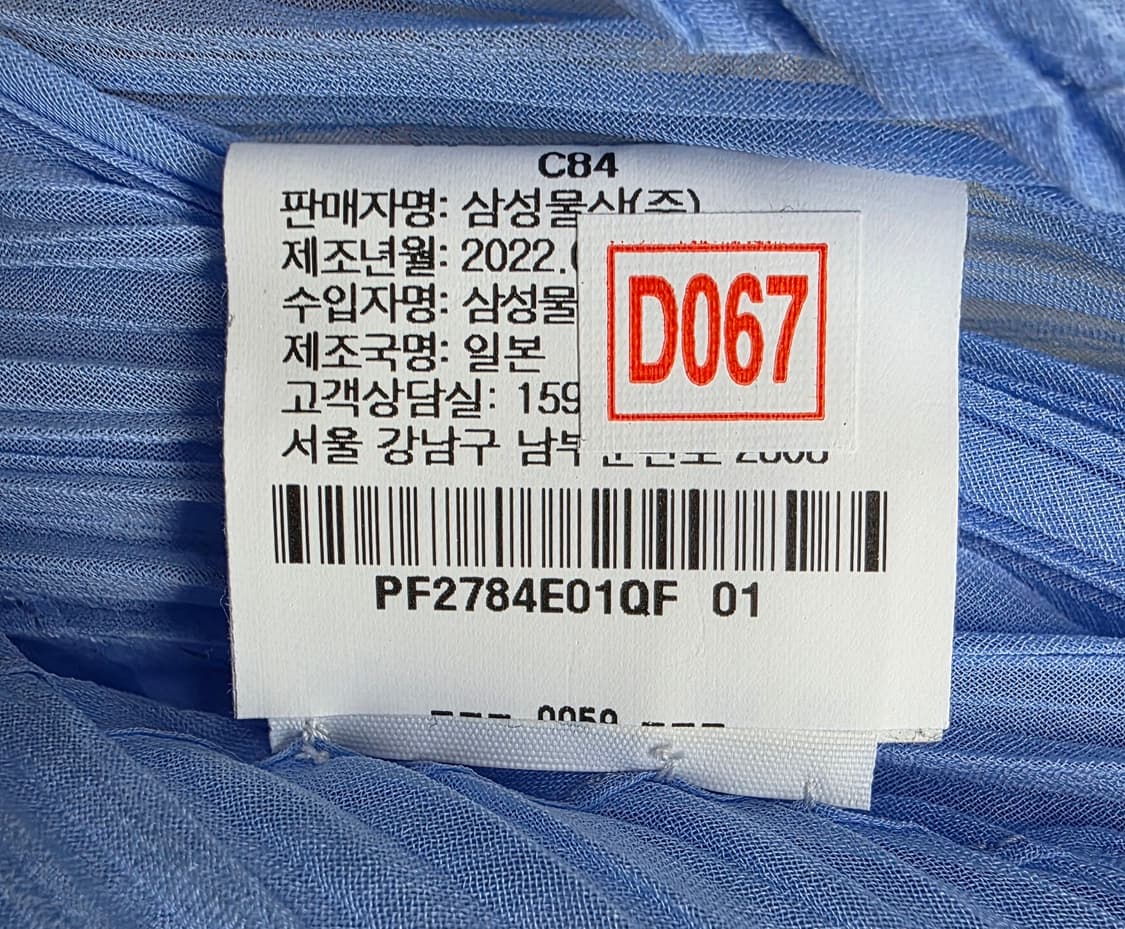 C84
판매자명: 삼성물산(주)
제조년월: 2022.
수입자명: 삼성물
제조국명: 일본
고객상담실: 159
서울 강남구
D067
PF2784E01QF 01
0059